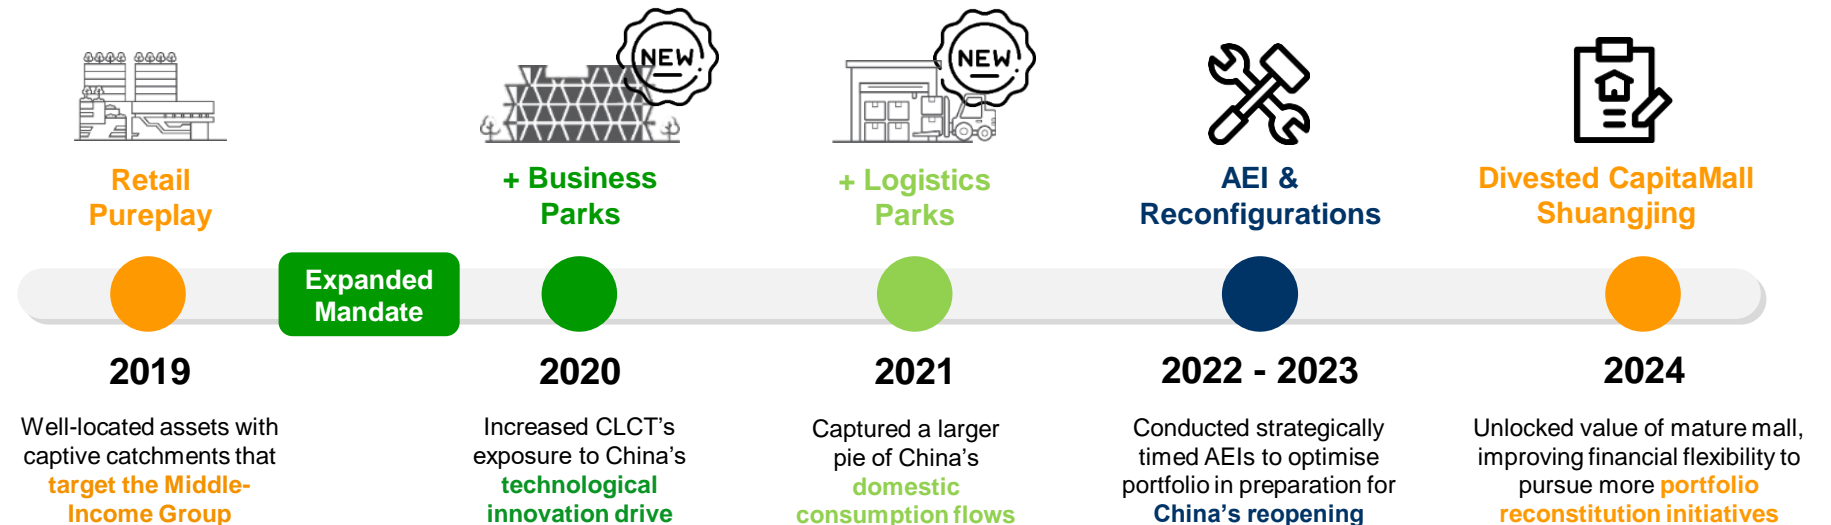 NEW
NEW
Retail
Pureplay
+ Business
Parks
+ Logistics
Parks
AEI &
Reconfigurations
Divested CapitaMall
Shuangjing
Expanded
Mandate
2019
2020
2021
2022 - 2023
2024
Well-located assets with
captive catchments that
target the Middle-
Income Group
Increased CLCT’s
exposure to China’s
technological
innovation drive
Captured a larger
pie of China’s
domestic
consumption flows
Conducted strategically
timed AEIs to optimise
portfolio in preparation for
China’s reopening
Unlocked value of mature mall,
improving financial flexibility to
pursue more portfolio
reconstitution initiatives